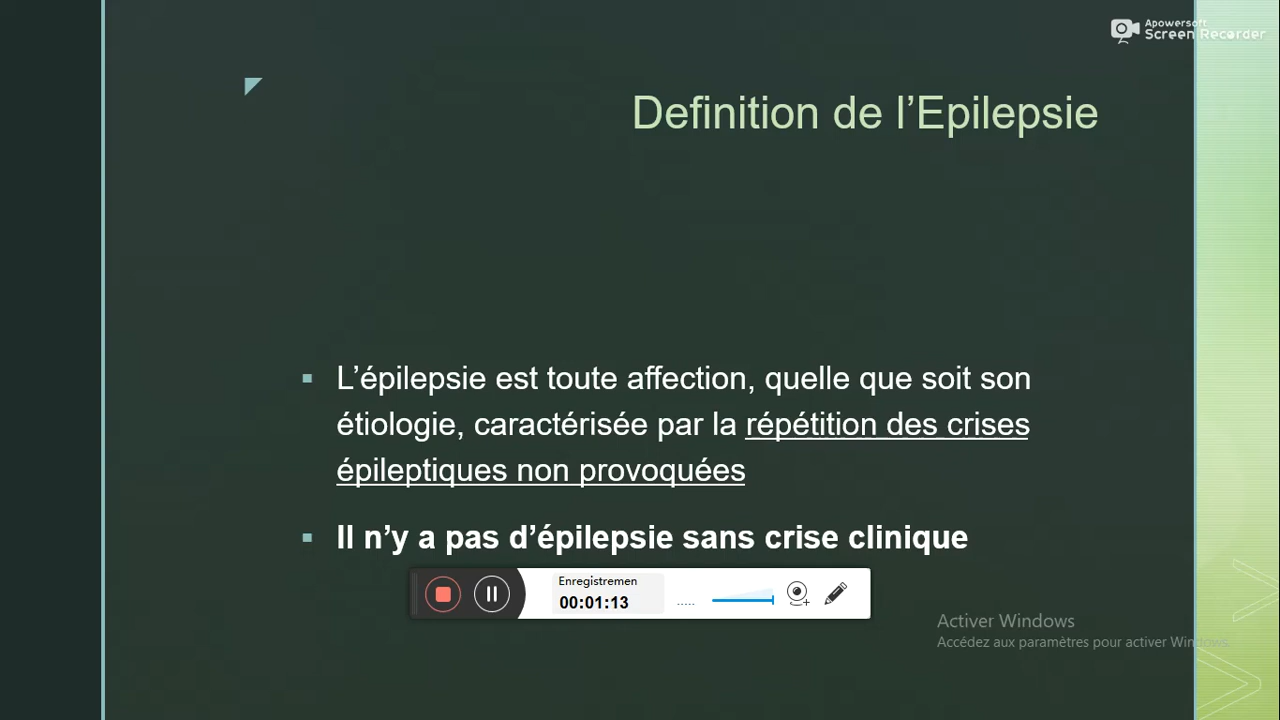 Apowersoft
Screen Recorder
Definition de l’Epilepsie
L’épilepsie est toute affection, quelle que soit son
étiologie, caractérisée par la répétition des crises
épileptiques non provoquées
Il n’y a pas d’épilepsie sans crise clinique
Enregistremen
00:01:13
.....
Activer Windows
Accédez aux paramètres pour activer Windows.